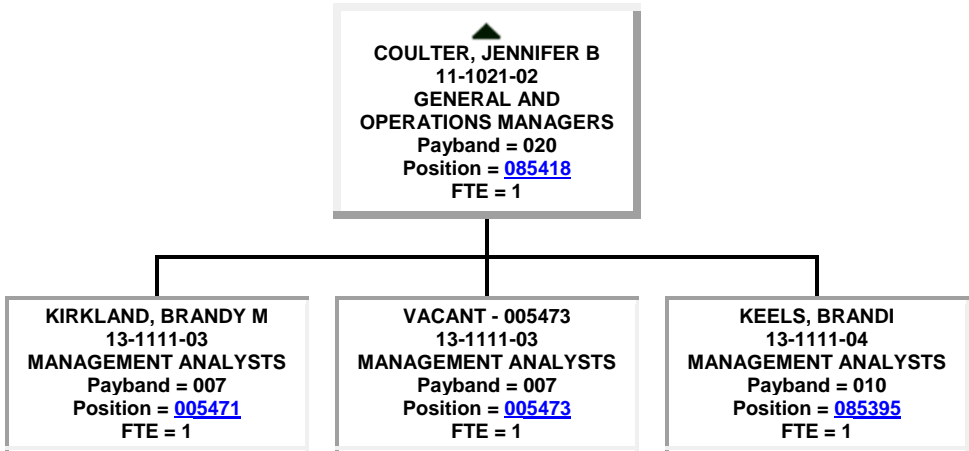 COULTER, JENNIFER B
11-1021-02
GENERAL AND
OPERATIONS MANAGERS
Payband = 020
Position = 085418
FTE = 1
KIRKLAND, BRANDY M
13-1111-03
MANAGEMENT ANALYSTS
Payband = 007
Position = 005471
FTE = 1
VACANT - 005473
13-1111-03
MANAGEMENT ANALYSTS
Payband = 007
Position = 005473
FTE = 1
KEELS, BRANDI
13-1111-04
MANAGEMENT ANALYSTS
Payband = 010
Position = 085395
FTE = 1